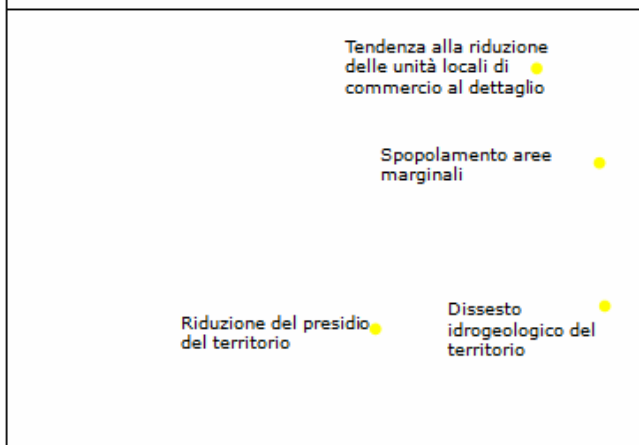 Tendenza alla riduzione
delle unità locali di
commercio al dettaglio
Spopolamento aree
marginali
Riduzione del presidio
del territorio
Dissesto
idrogeologico del
territorio